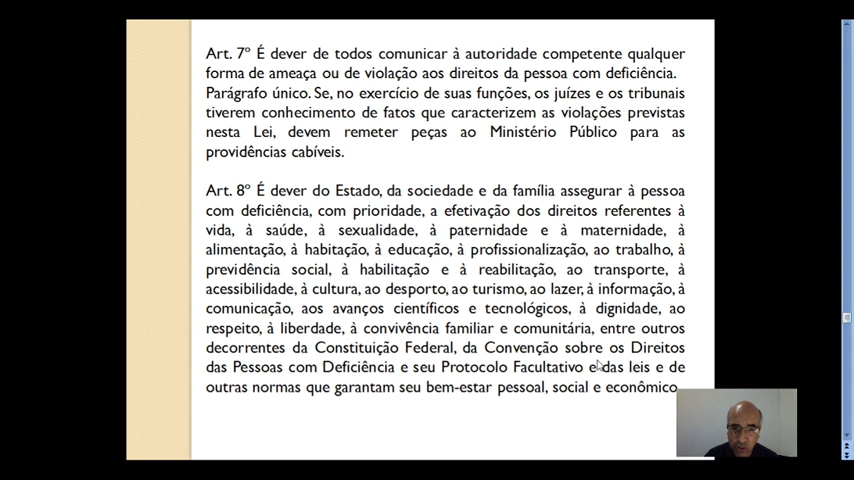 Art. 7º É dever de todos comunicar à autoridade competente qualquer
forma de ameaça ou de violação aos direitos da pessoa com deficiência.
Parágrafo único. Se, no exercício de suas funções, os juízes e os tribunais
tiverem conhecimento de fatos que caracterizem as violações previstas
nesta Lei, devem remeter peças ao Ministério Público para as
providências cabíveis.
Art. 8º É dever do Estado, da sociedade e da família assegurar à pessoa
com deficiência, com prioridade, a efetivação dos direitos referentes à
vida, à saúde, à sexualidade, à paternidade e à maternidade, à
alimentação, à habitação, à educação, à profissionalização, ao trabalho, à
previdência social, à habilitação e à reabilitação, ao transporte, à
acessibilidade, à cultura, ao desporto, ao turismo, ao lazer, à informação, à
comunicação, aos avanços científicos e tecnológicos, à dignidade, ao
respeito, à liberdade, à convivência familiar e comunitária, entre outros
decorrentes da Constituição Federal, da Convenção sobre os Direitos
das Pessoas com Deficiência e seu Protocolo Facultativo e das leis e de
outras normas que garantam seu bem-estar pessoal, social e econômico.